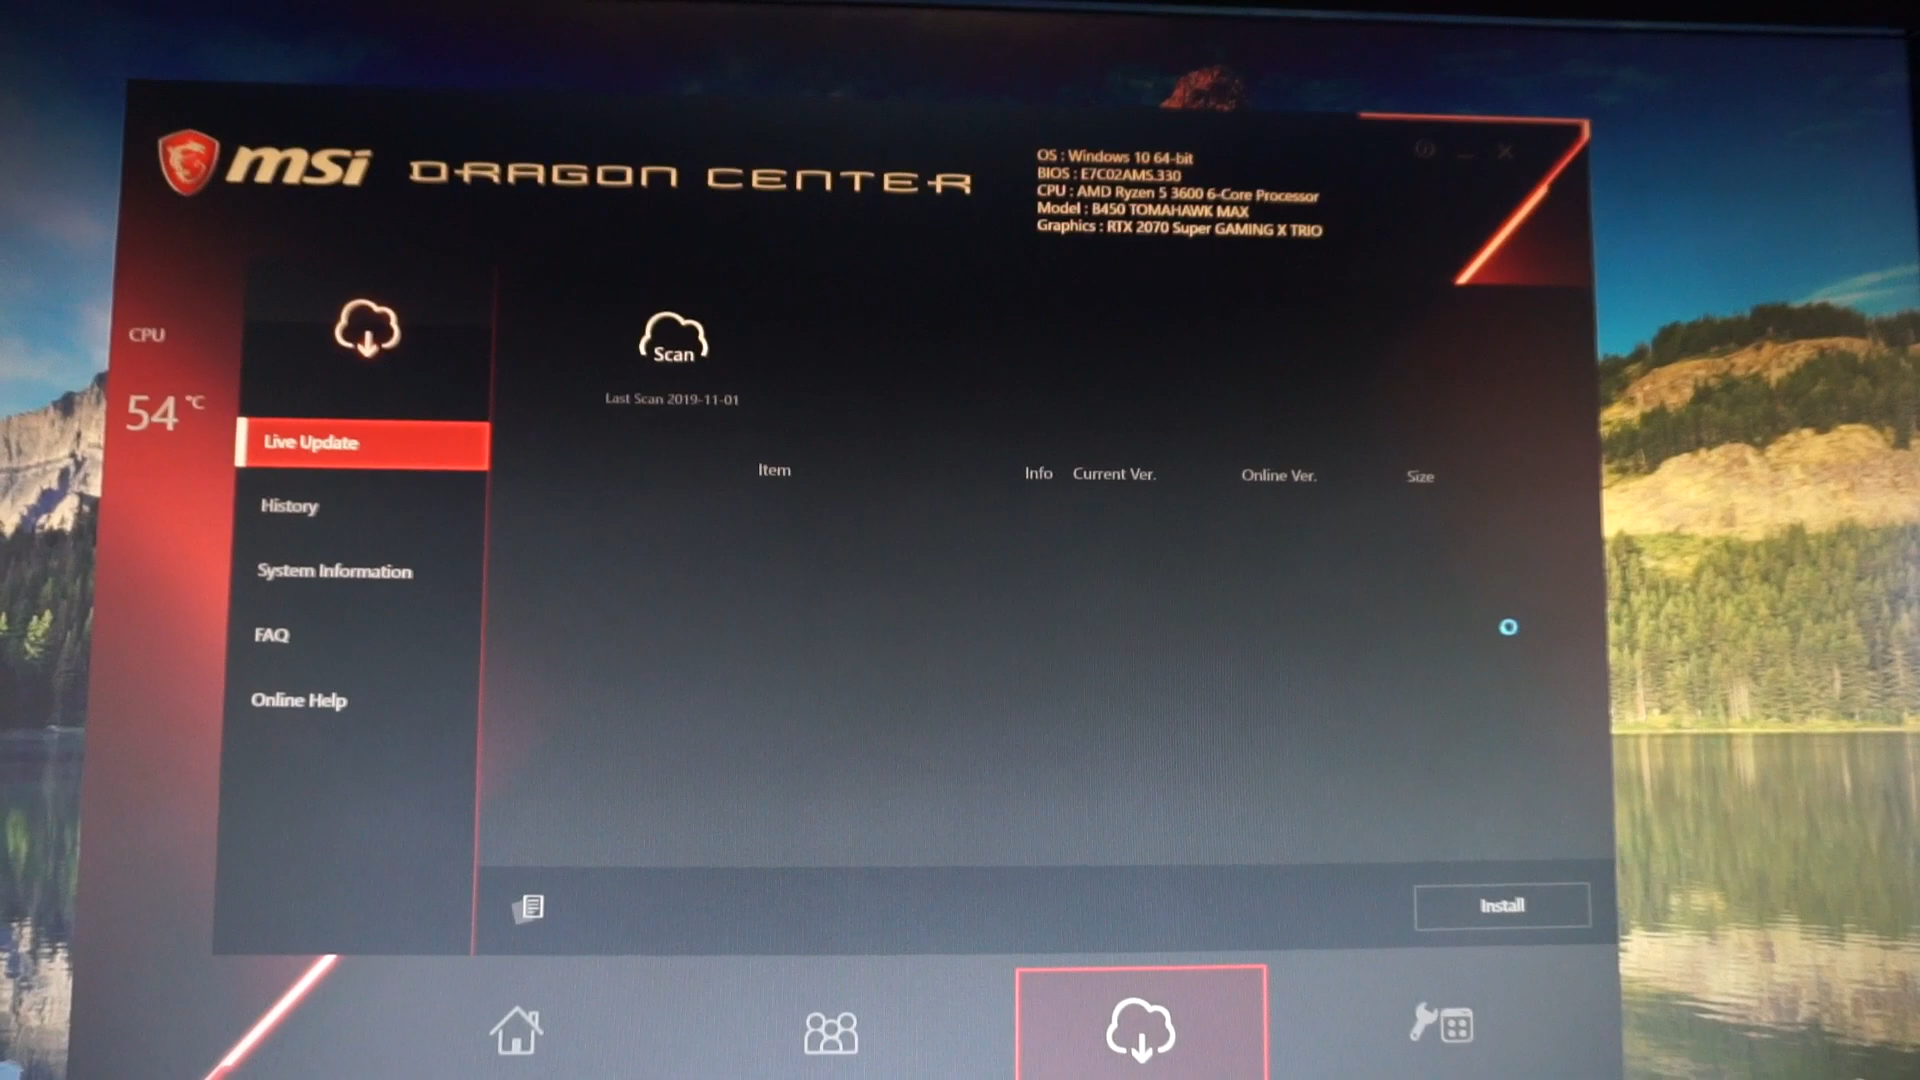 msi DRAGON CENTER
OS : Windows 10 64-bit
BIOS : E7C02AMS.330
CPU : AMD Ryzen 5 3600 6-Core Processor
Model : B450 TOMAHAWK MAX
Graphics : RTX 2070 Super GAMING X TRIO
CPU
54 °C
Live Update
History
System Information
FAQ
Online Help
Scan
Last Scan 2019-11-01
Item Info Current Ver. Online Ver. Size
Install